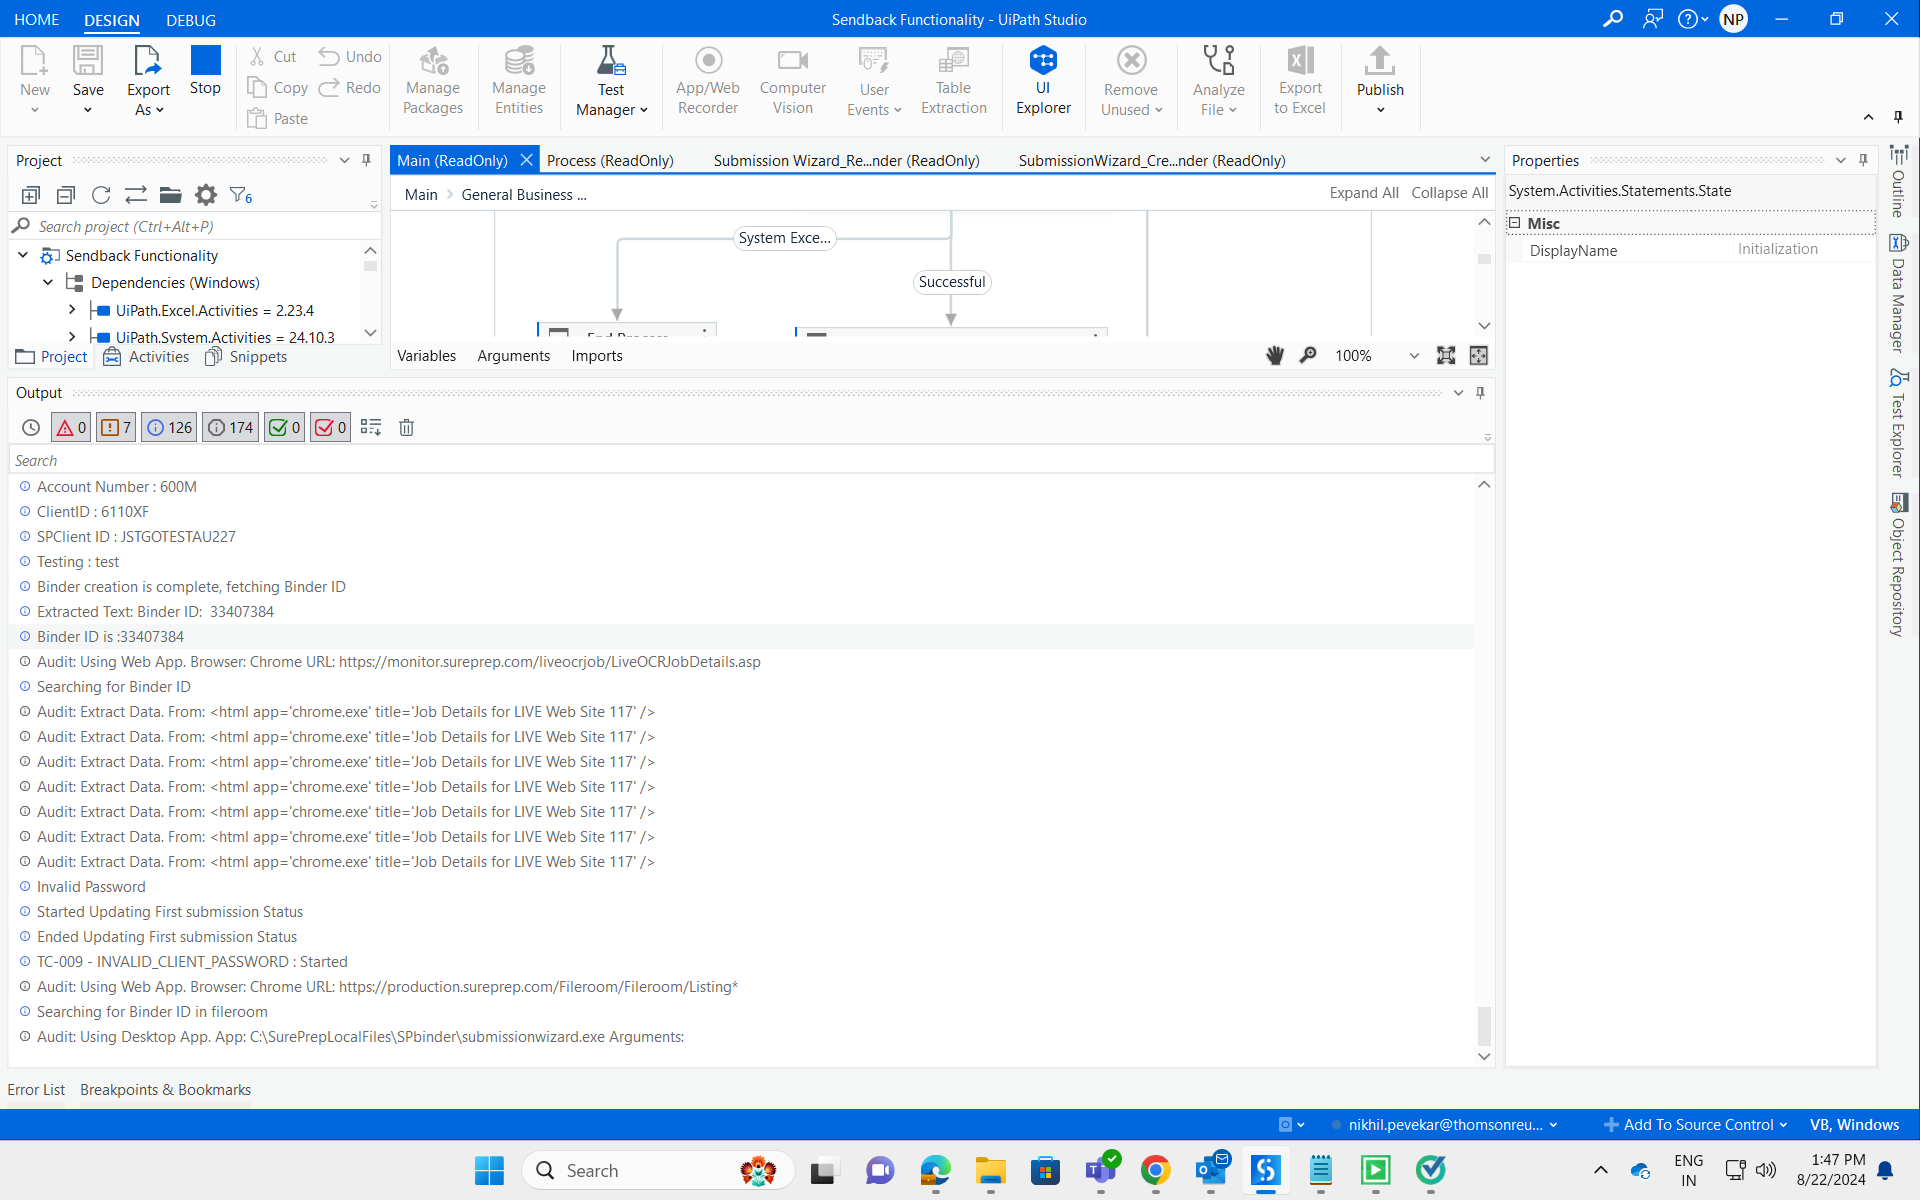 HOME DESIGN DEBUG Sendback Functionality - UiPath Studio NP
New Save Export As Stop Cut Copy Paste Undo Redo Manage Packages Manage Entities Test Manager App/Web Recorder Computer Vision User Events Table Extraction UI Explorer Remove Unused Analyze File Export to Excel Publish
Project
6
Search project (Ctrl+Alt+P)
Sendback Functionality
Dependencies (Windows)
UiPath.Excel.Activities = 2.23.4
UiPath.System.Activities = 24.10.3
Project Activities Snippets
Main (ReadOnly) Process (ReadOnly) Submission Wizard_Re...nder (ReadOnly) SubmissionWizard_Cre...nder (ReadOnly)
Main General Business ... Expand All Collapse All
System Exce...
Successful
End Process
Variables Arguments Imports 100%
Properties
System.Activities.Statements.State
Misc
DisplayName Initialization
Outline
Data Manager
Test Explorer
Object Repository
Output
0 7 126 174 0 0
Search
Account Number : 600M
ClientID : 6110XF
SPClient ID : JSTGOTESTAU227
Testing : test
Binder creation is complete, fetching Binder ID
Extracted Text: Binder ID:  33407384
Binder ID is :33407384
Audit: Using Web App. Browser: Chrome URL: https://monitor.sureprep.com/liveocrjob/LiveOCRJobDetails.asp
Searching for Binder ID
Audit: Extract Data. From: <html app='chrome.exe' title='Job Details for LIVE Web Site 117' />
Audit: Extract Data. From: <html app='chrome.exe' title='Job Details for LIVE Web Site 117' />
Audit: Extract Data. From: <html app='chrome.exe' title='Job Details for LIVE Web Site 117' />
Audit: Extract Data. From: <html app='chrome.exe' title='Job Details for LIVE Web Site 117' />
Audit: Extract Data. From: <html app='chrome.exe' title='Job Details for LIVE Web Site 117' />
Audit: Extract Data. From: <html app='chrome.exe' title='Job Details for LIVE Web Site 117' />
Audit: Extract Data. From: <html app='chrome.exe' title='Job Details for LIVE Web Site 117' />
Invalid Password
Started Updating First submission Status
Ended Updating First submission Status
TC-009 - INVALID_CLIENT_PASSWORD : Started
Audit: Using Web App. Browser: Chrome URL: https://production.sureprep.com/Fileroom/Fileroom/Listing*
Searching for Binder ID in fileroom
Audit: Using Desktop App. App: C:\SurePrepLocalFiles\SPbinder\submissionwizard.exe Arguments:
Error List Breakpoints & Bookmarks
nikhil.pevekar@thomsonreu... Add To Source Control VB, Windows
Search
ENG
IN
1:47 PM
8/22/2024